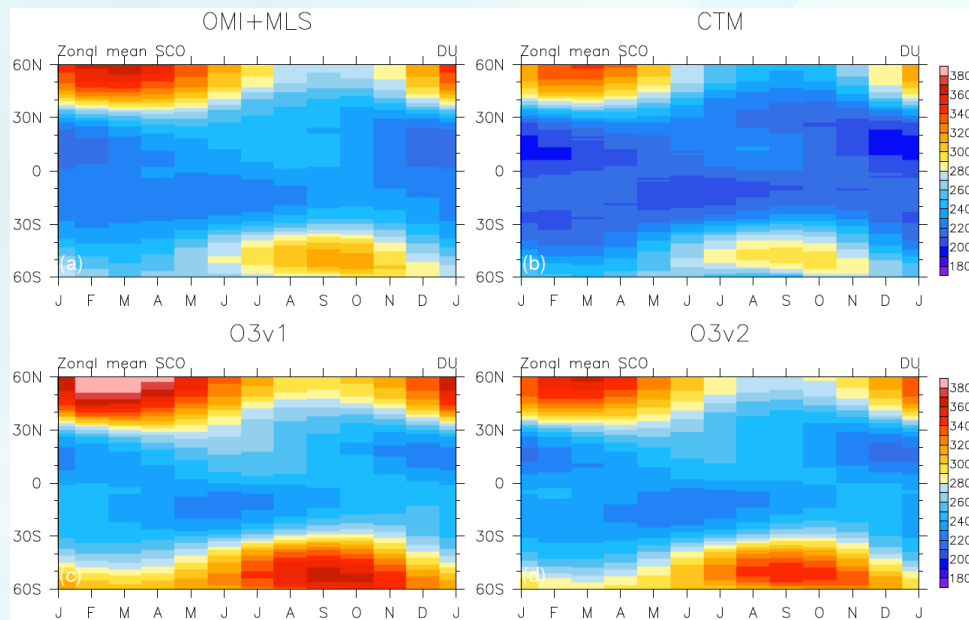 OMI+MLS
CTM
Zonal mean SCO DU
Zonal mean SCO DU
60N
30N
0
30S
60S
(a)
J F M A M J J A S O N D J
60N
30N
0
30S
60S
(b)
J F M A M J J A S O N D J
380
360
340
320
300
280
260
240
220
200
180
O3v1
O3v2
Zonal mean SCO DU
Zonal mean SCO DU
60N
30N
0
30S
60S
(c)
J F M A M J J A S O N D J
60N
30N
0
30S
60S
(d)
J F M A M J J A S O N D J
380
360
340
320
300
280
260
240
220
200
180